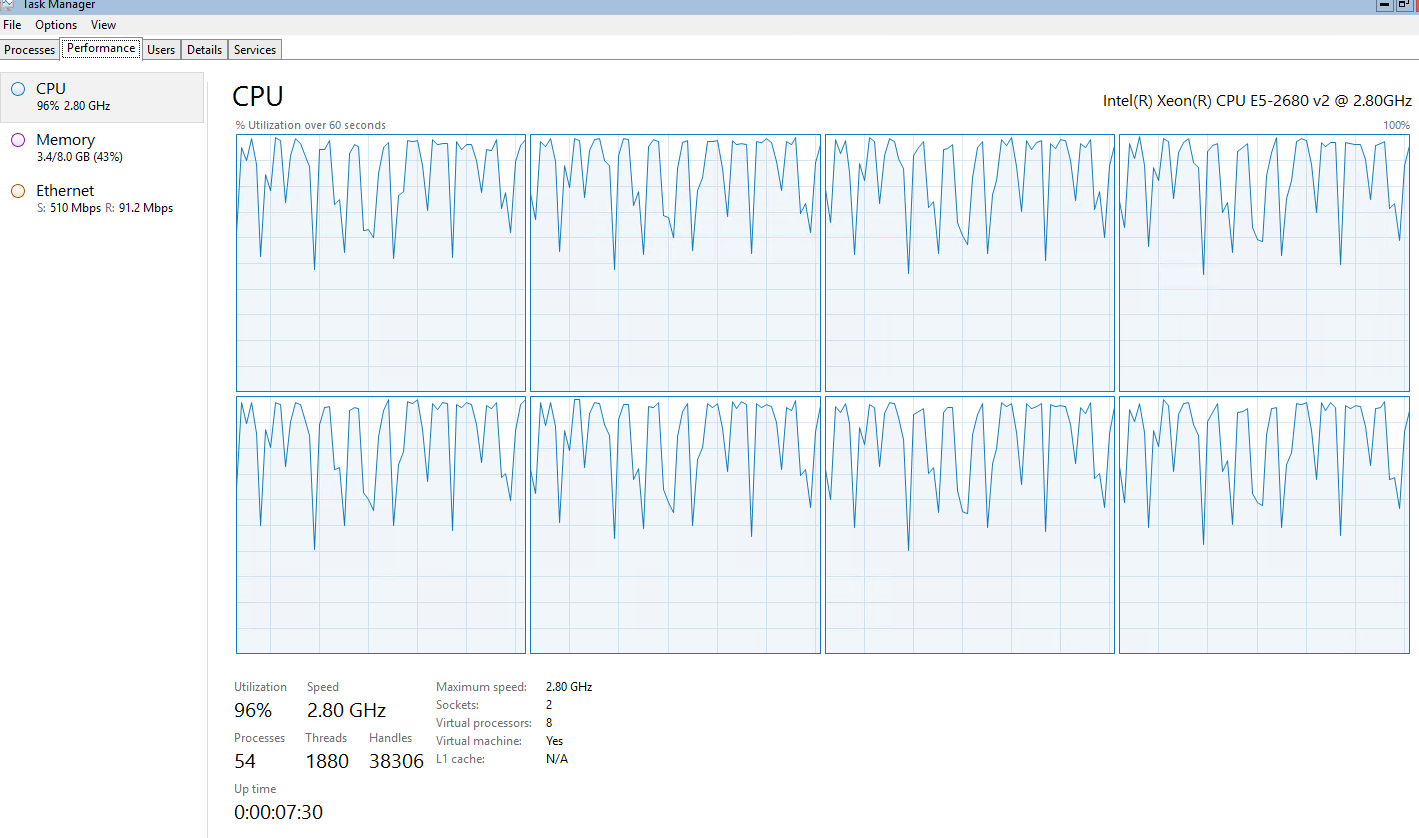 Task Manager
File Options View
Processes Performance Users Details Services
CPU
96% 2.80 GHz
Memory
3.4/8.0 GB (43%)
Ethernet
S: 510 Mbps R: 91.2 Mbps
CPU
Intel(R) Xeon(R) CPU E5-2680 v2 @ 2.80GHz
% Utilization over 60 seconds
100%
Utilization Speed
96% 2.80 GHz
Processes Threads Handles
54 1880 38306
Up time
0:00:07:30
Maximum speed: 2.80 GHz
Sockets: 2
Virtual processors: 8
Virtual machine: Yes
L1 cache: N/A